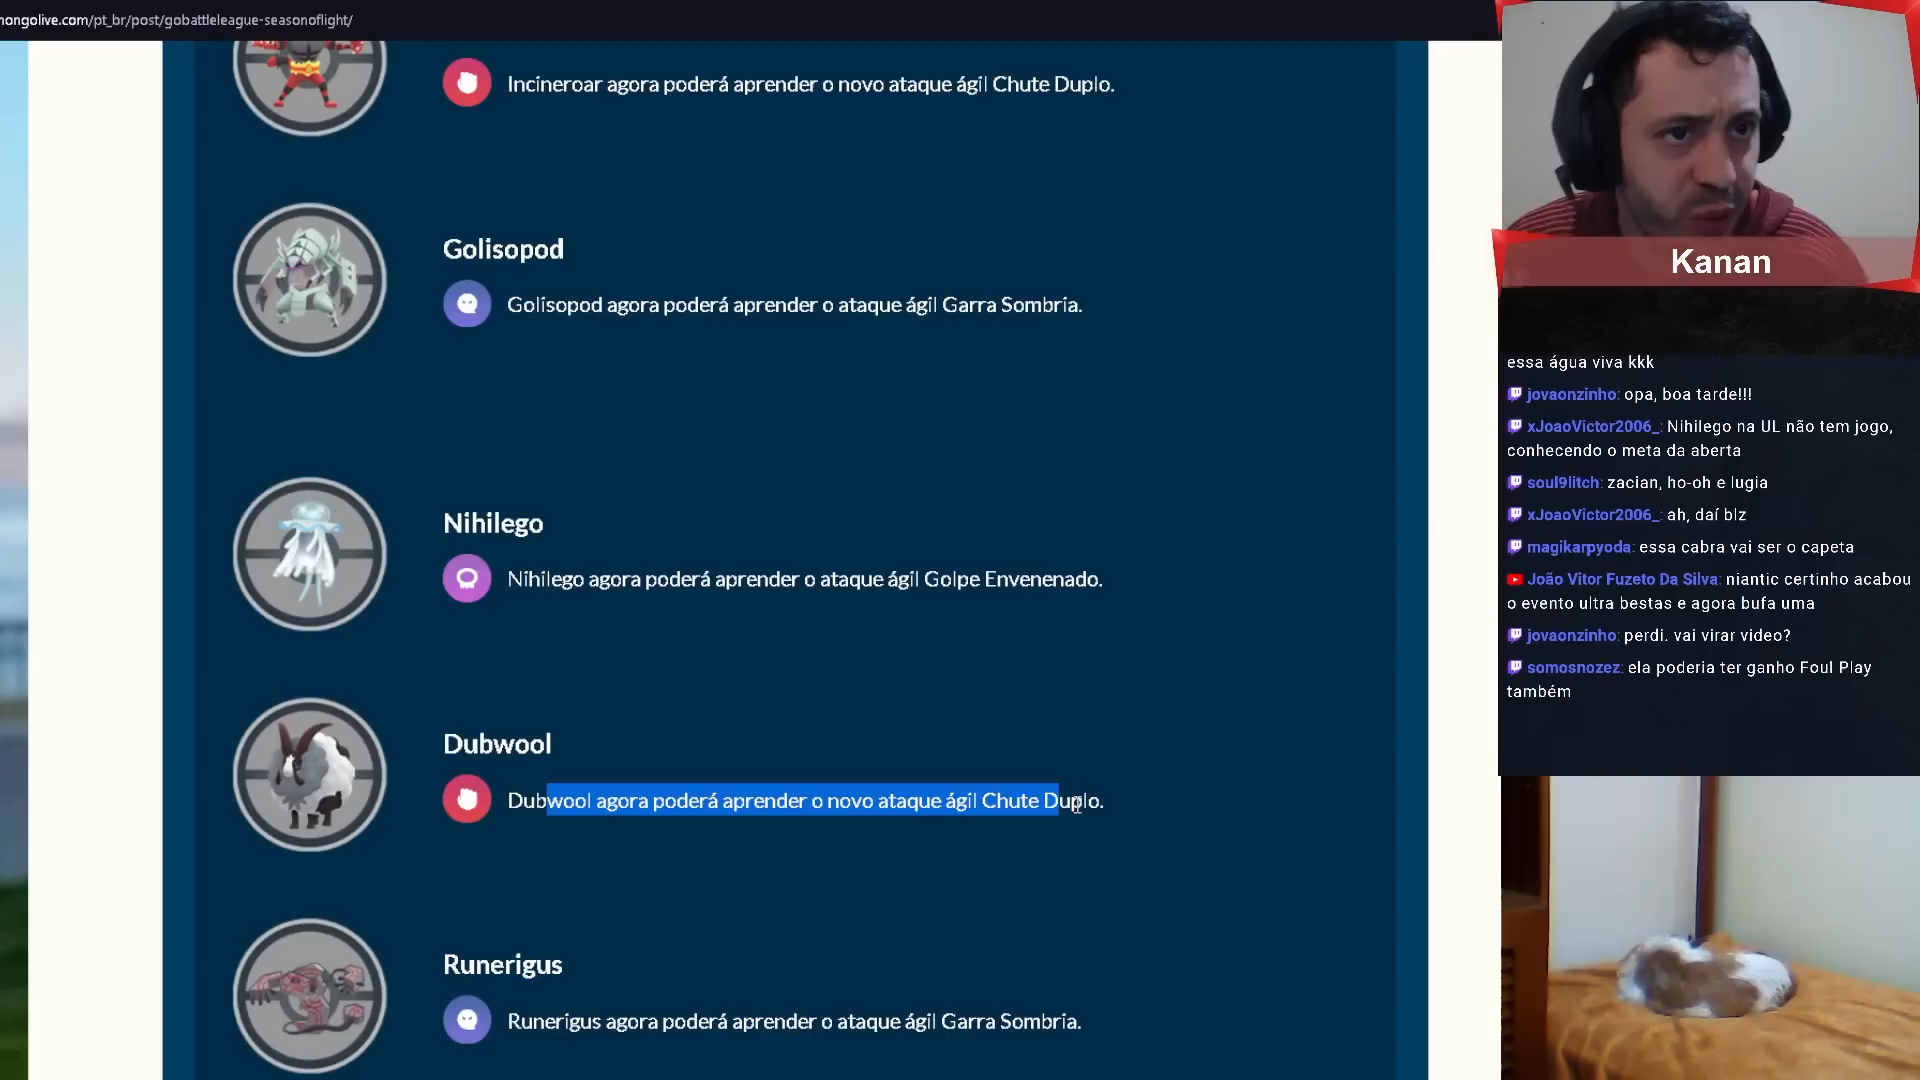 nongolive.com/pt_br/post/gobattleleague-seasonoflight/
Incineroar agora poderá aprender o novo ataque ágil Chute Duplo.
Golisopod
Golisopod agora poderá aprender o ataque ágil Garra Sombria.
Nihilego
Nihilego agora poderá aprender o ataque ágil Golpe Envenenado.
Dubwool
Dubwool agora poderá aprender o novo ataque ágil Chute Duplo.
Runerigus
Runerigus agora poderá aprender o ataque ágil Garra Sombria.
Kanan
essa água viva kkk
jovaonzinho: opa, boa tarde!!!
xJoaoVictor2006_: Nihilego na UL não tem jogo,
conhecendo o meta da aberta
soul9litch: zacian, ho-oh e lugia
xJoaoVictor2006_: ah, daí blz
magikarpyoda: essa cabra vai ser o capeta
João Vitor Fuzeto Da Silva: niantic certinho acabou
o evento ultra bestas e agora bufa uma
jovaonzinho: perdi. vai virar video?
somosnozez: ela poderia ter ganho Foul Play
também